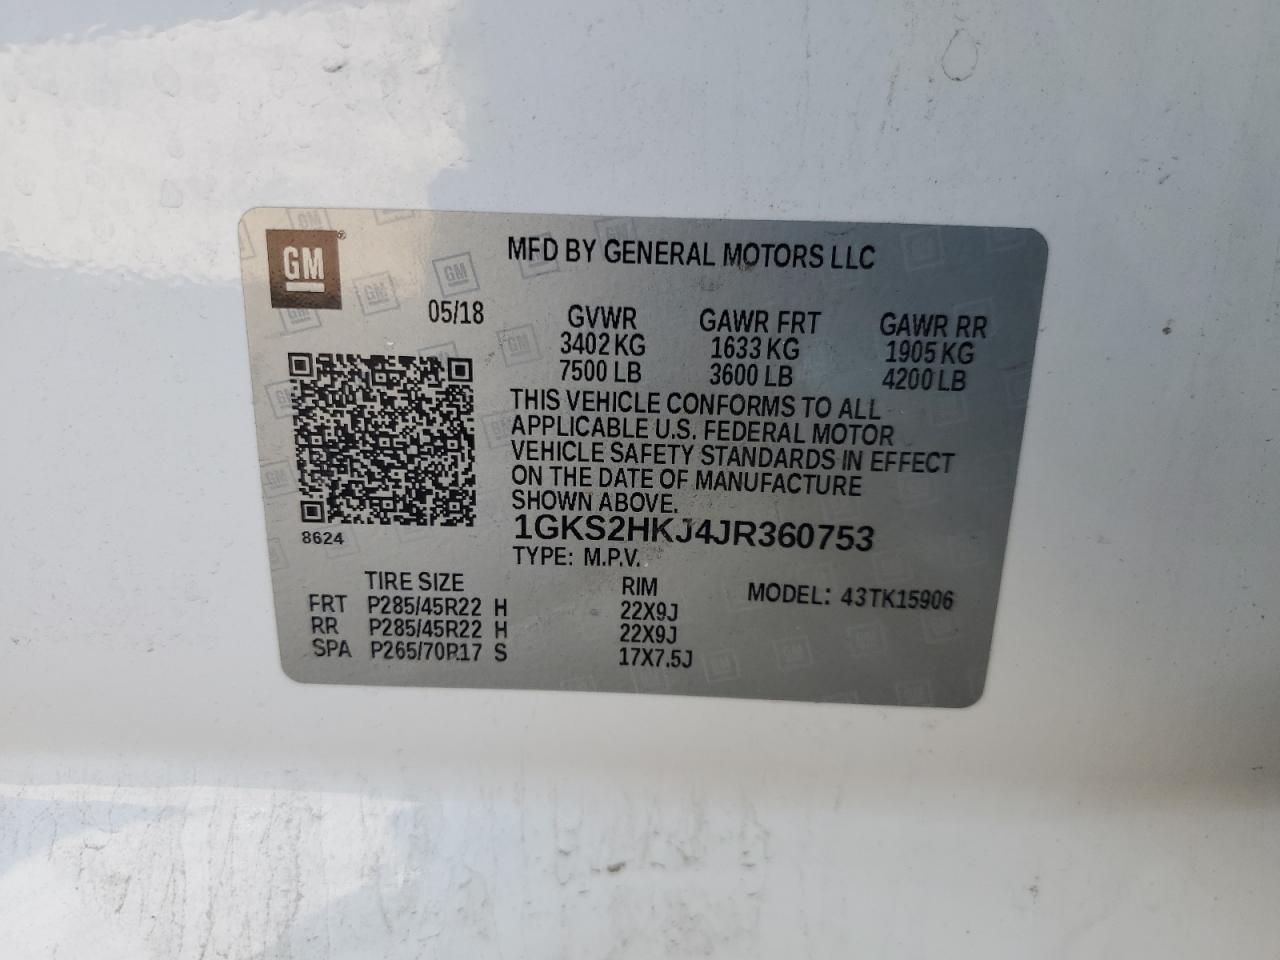 GM®
MFD BY GENERAL MOTORS LLC
05/18
GVWR GAWR FRT GAWR RR
3402 KG 1633 KG 1905 KG
7500 LB 3600 LB 4200 LB
THIS VEHICLE CONFORMS TO ALL
APPLICABLE U.S. FEDERAL MOTOR
VEHICLE SAFETY STANDARDS IN EFFECT
ON THE DATE OF MANUFACTURE
SHOWN ABOVE.
8624
1GKS2HKJ4JR360753
TYPE: M.P.V.
TIRE SIZE RIM MODEL: 43TK15906
FRT P285/45R22 H 22X9J
RR P285/45R22 H 22X9J
SPA P265/70R17 S 17X7.5J